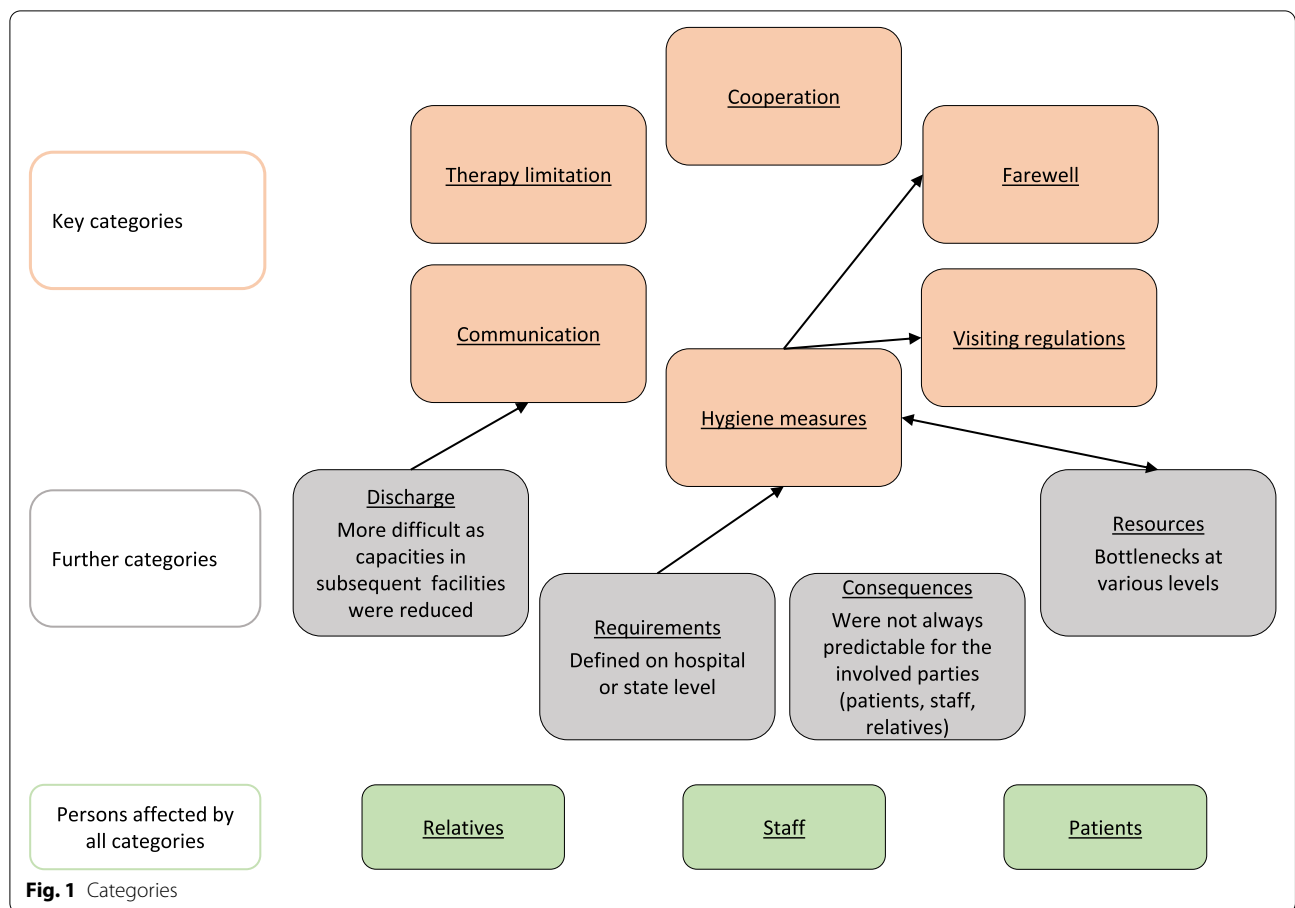 Key categories
Cooperation
Therapy limitation
Farewell
Communication
Visiting regulations
Hygiene measures
Further categories
Discharge
More difficult as
capacities in
subsequent facilities
were reduced
Requirements
Defined on hospital
or state level
Consequences
Were not always
predictable for the
involved parties
(patients, staff,
relatives)
Resources
Bottlenecks at
various levels
Persons affected by
all categories
Relatives
Staff
Patients
Fig. 1 Categories